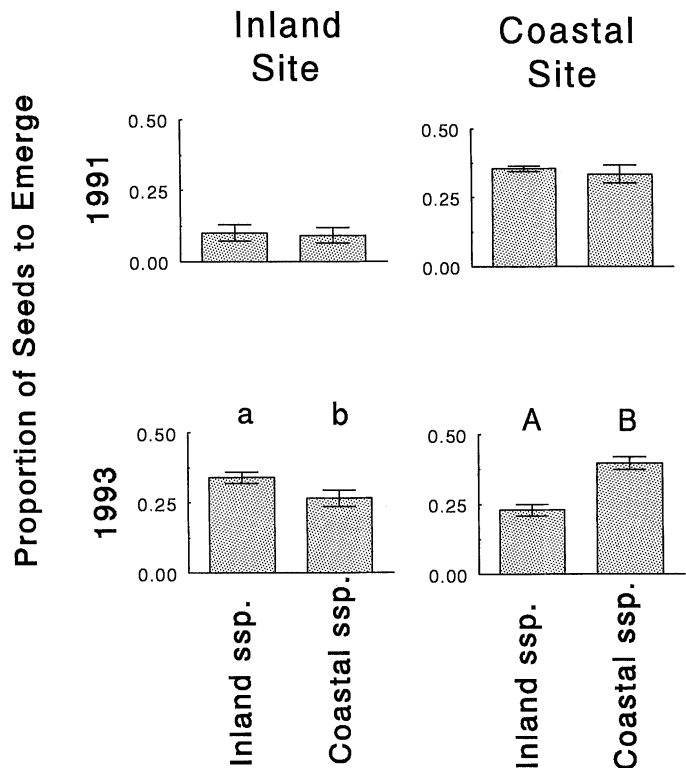 Inland
Site
Coastal
Site
Proportion of Seeds to Emerge
1991
0.50
0.25
0.00
0.50
0.25
0.00
1993
a
b
0.50
0.25
0.00
A
B
0.50
0.25
0.00
Inland ssp.
Coastal ssp.
Inland ssp.
Coastal ssp.